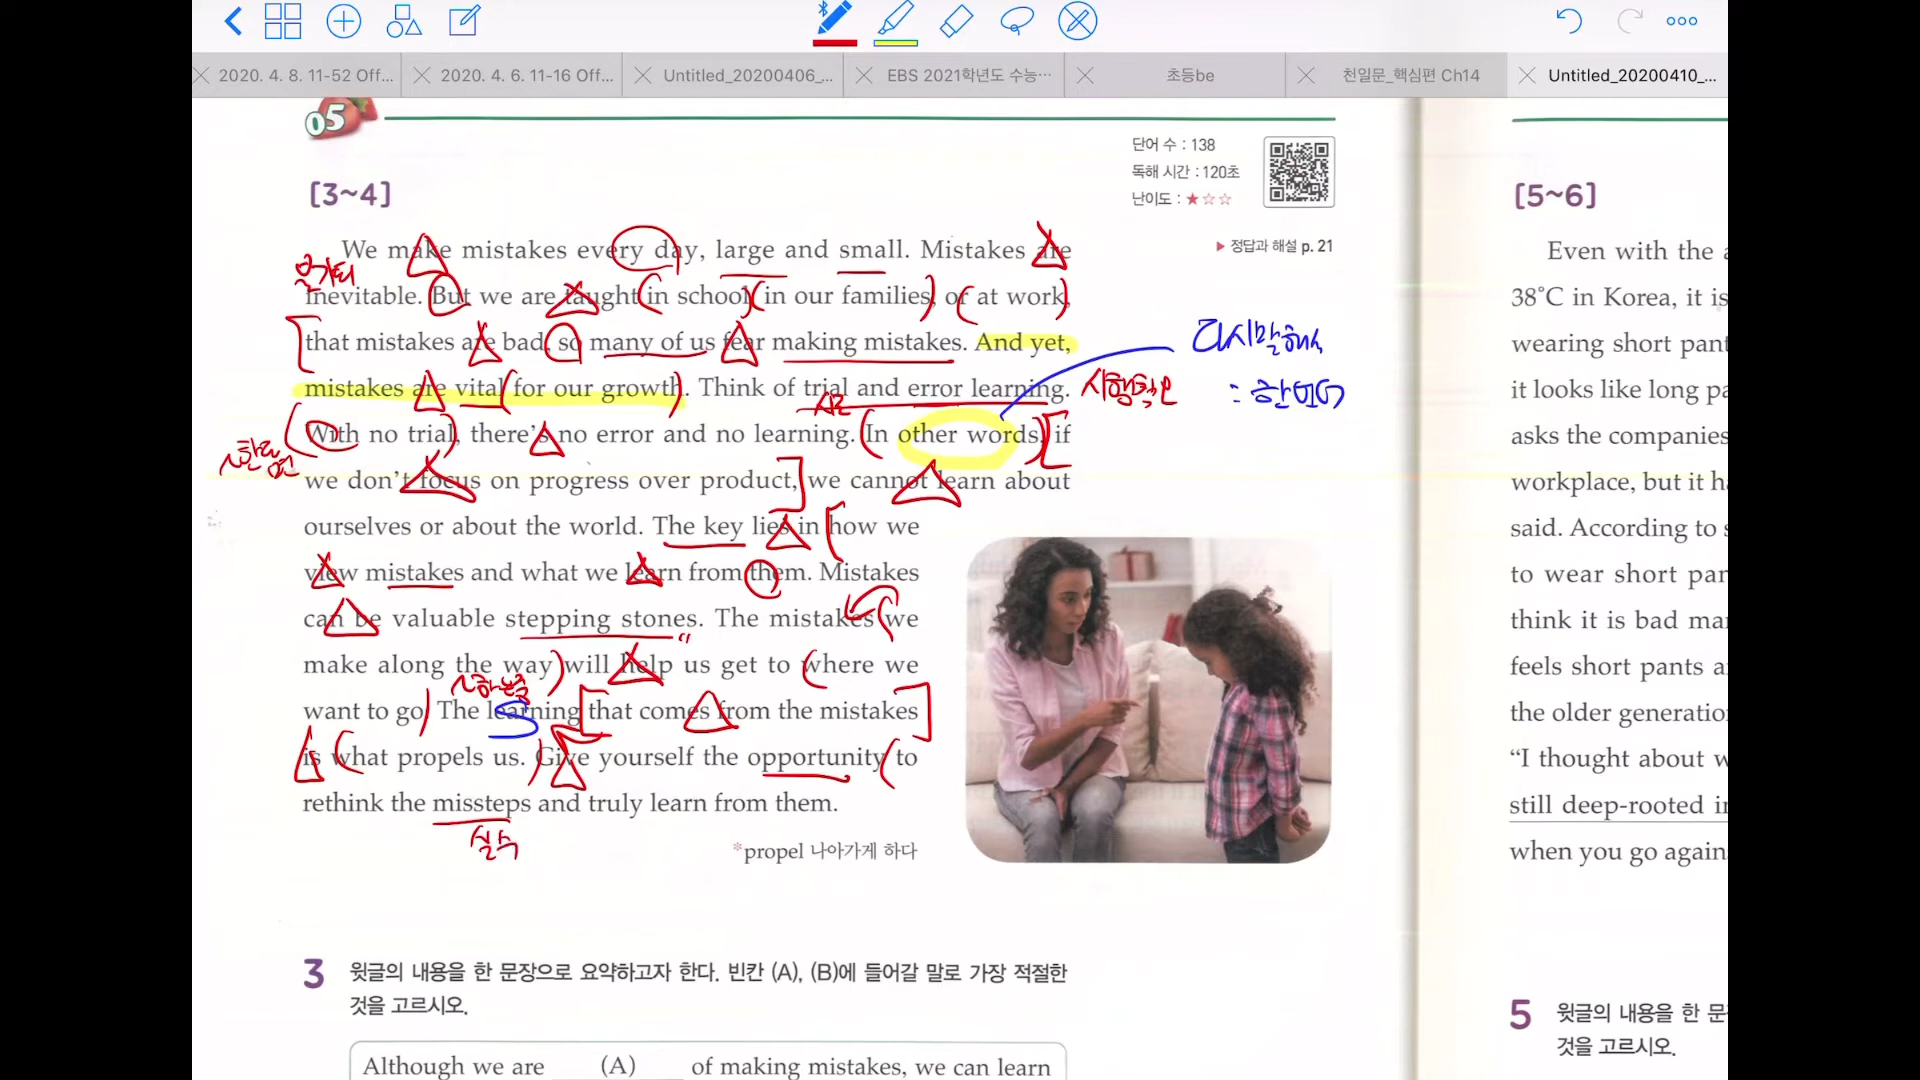 2020. 4. 8. 11-52 Off...
2020. 4. 6. 11-16 Off...
Untitled_20200406_...
EBS 2021학년도 수능...
초등be
천일문_핵심편 Ch14
Untitled_20200410_...
05
단어 수 : 138
독해 시간 : 120초
난이도 : ★☆☆
▶ 정답과 해설 p. 21
[3~4]
We make mistakes every day, large and small. Mistakes are
inevitable. But we are taught in school, in our families, or at work,
that mistakes are bad, so many of us fear making mistakes. And yet,
mistakes are vital for our growth. Think of trial and error learning.
With no trial, there's no error and no learning. In other words, if
we don't focus on progress over product, we cannot learn about
ourselves or about the world. The key lies in how we
view mistakes and what we learn from them. Mistakes
can be valuable stepping stones. The mistakes we
make along the way will help us get to where we
want to go. The learning that comes from the mistakes
is what propels us. Give yourself the opportunity to
rethink the missteps and truly learn from them.
*propel 나아가게 하다
다시말해서
실수
3 윗글의 내용을 한 문장으로 요약하고자 한다. 빈칸 (A), (B)에 들어갈 말로 가장 적절한
것을 고르시오.
Although we are (A) of making mistakes, we can learn
[5~6]
Even with the a
38°C in Korea, it is
wearing short pant
it looks like long pa
asks the companies
workplace, but it ha
said. According to s
to wear short par
think it is bad mar
feels short pants a
the older generatio
“I thought about w
still deep-rooted in
when you go again
5 윗글의 내용을 한 문
것을 고르시오.